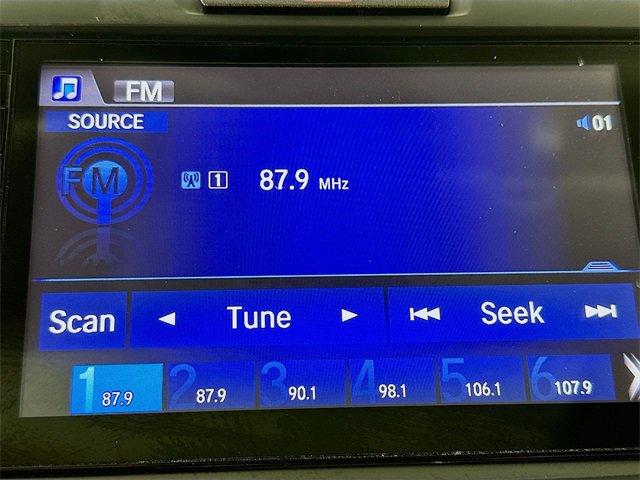 FM
SOURCE
01
FM
1 87.9 MHz
Scan Tune Seek
1 87.9 2 87.9 3 90.1 4 98.1 5 106.1 6 107.9